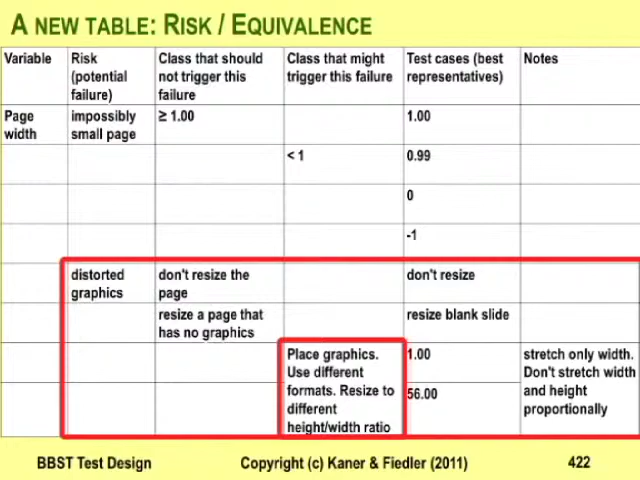 A NEW TABLE: RISK / EQUIVALENCE
Variable
Risk
(potential
failure)
Class that should
not trigger this
failure
Class that might
trigger this failure
Test cases (best
representatives)
Notes
Page
width
impossibly
small page
≥ 1.00
1.00
< 1
0.99
0
-1
distorted
graphics
don't resize the
page
don't resize
resize a page that
has no graphics
resize blank slide
Place graphics.
Use different
formats. Resize to
different
height/width ratio
1.00
56.00
stretch only width.
Don't stretch width
and height
proportionally
BBST Test Design
Copyright (c) Kaner & Fiedler (2011)
422